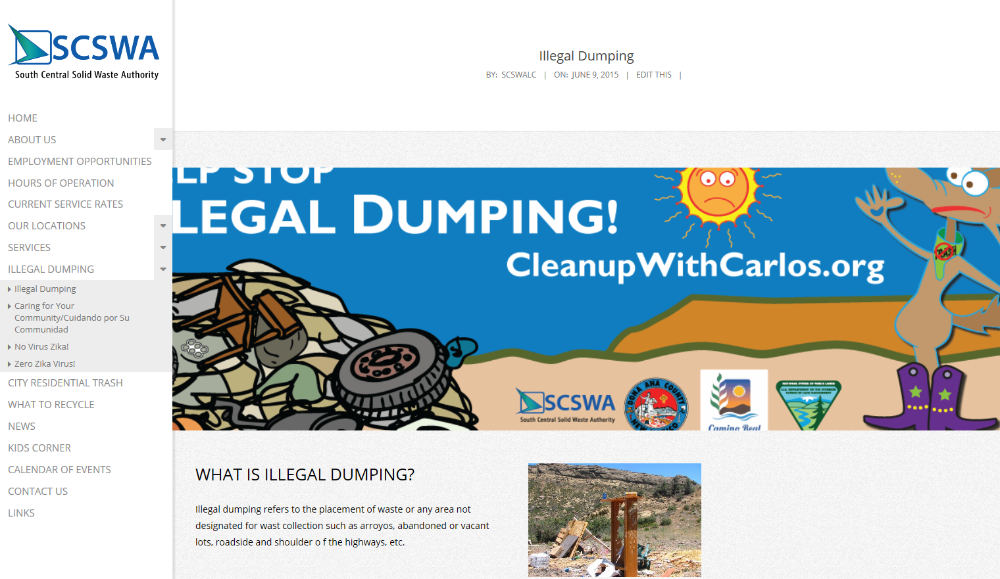 SCSWA
South Central Solid Waste Authority
HOME
ABOUT US
EMPLOYMENT OPPORTUNITIES
HOURS OF OPERATION
CURRENT SERVICE RATES
OUR LOCATIONS
SERVICES
ILLEGAL DUMPING
Illegal Dumping
Caring for Your
Community/Cuidando por Su
Communidad
No Virus Zika!
Zero Zika Virus!
CITY RESIDENTIAL TRASH
WHAT TO RECYCLE
NEWS
KIDS CORNER
CALENDAR OF EVENTS
CONTACT US
LINKS
Illegal Dumping
BY: SCSWALC | ON: JUNE 9, 2015 | EDIT THIS |
ELP STOP
LEGAL DUMPING!
CleanupWithCarlos.org
TRASH
SCSWA
South Central Solid Waste Authority
DONA ANA COUNTY
NEW MEXICO
Camino Real
NATIONAL SYSTEM OF PUBLIC LANDS
U.S. DEPARTMENT OF THE INTERIOR
BUREAU OF LAND MANAGEMENT
WHAT IS ILLEGAL DUMPING?
Illegal dumping refers to the placement of waste or any area not
designated for wast collection such as arroyos, abandoned or vacant
lots, roadside and shoulder o f the highways, etc.